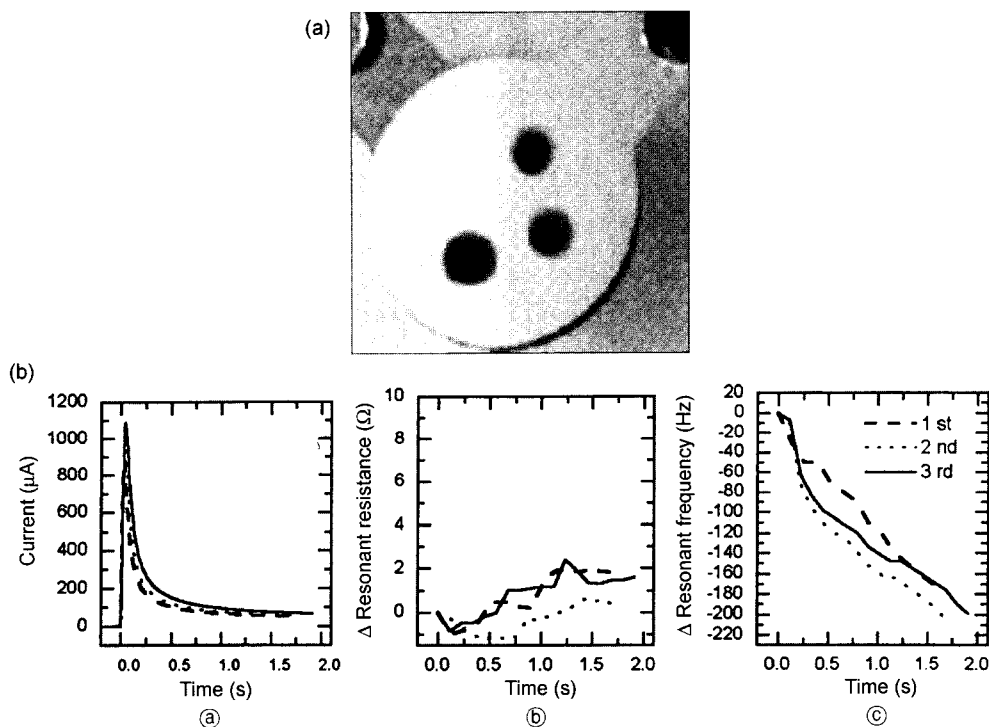 (a)
(b)
1200
1000
800
600
400
200
0
Current (μA)
0.0 0.5 1.0 1.5 2.0
Time (s)
ⓐ
10
8
6
4
2
0
Δ Resonant resistance (Ω)
0.0 0.5 1.0 1.5 2.0
Time (s)
ⓑ
20
0
-20
-40
-60
-80
-100
-120
-140
-160
-180
-200
-220
Δ Resonant frequency (Hz)
1 st
2 nd
3 rd
0.0 0.5 1.0 1.5 2.0
Time (s)
ⓒ